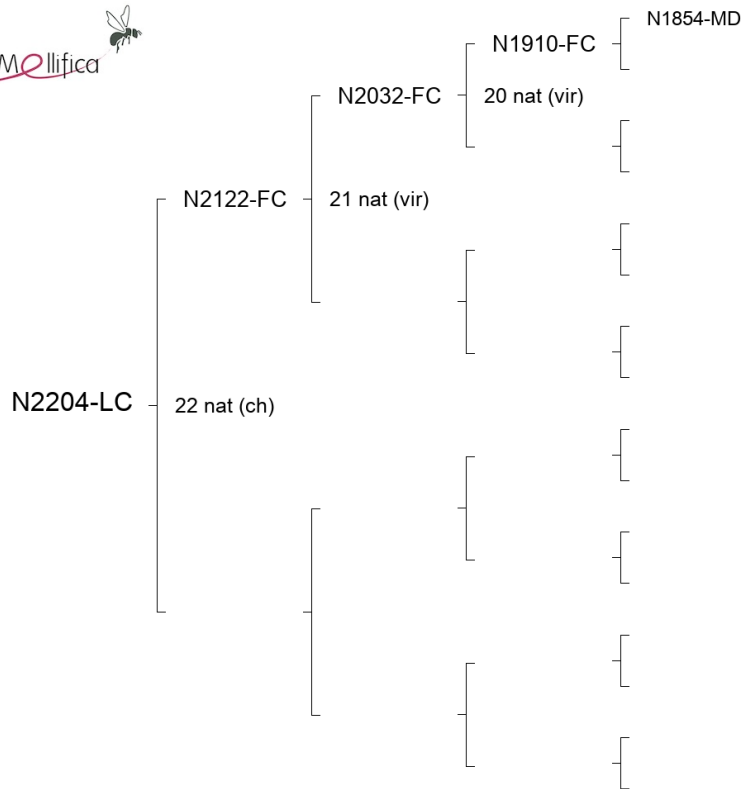 Mellifica
N1854-MD
N1910-FC
N2032-FC
20 nat (vir)
N2122-FC
21 nat (vir)
N2204-LC
22 nat (ch)